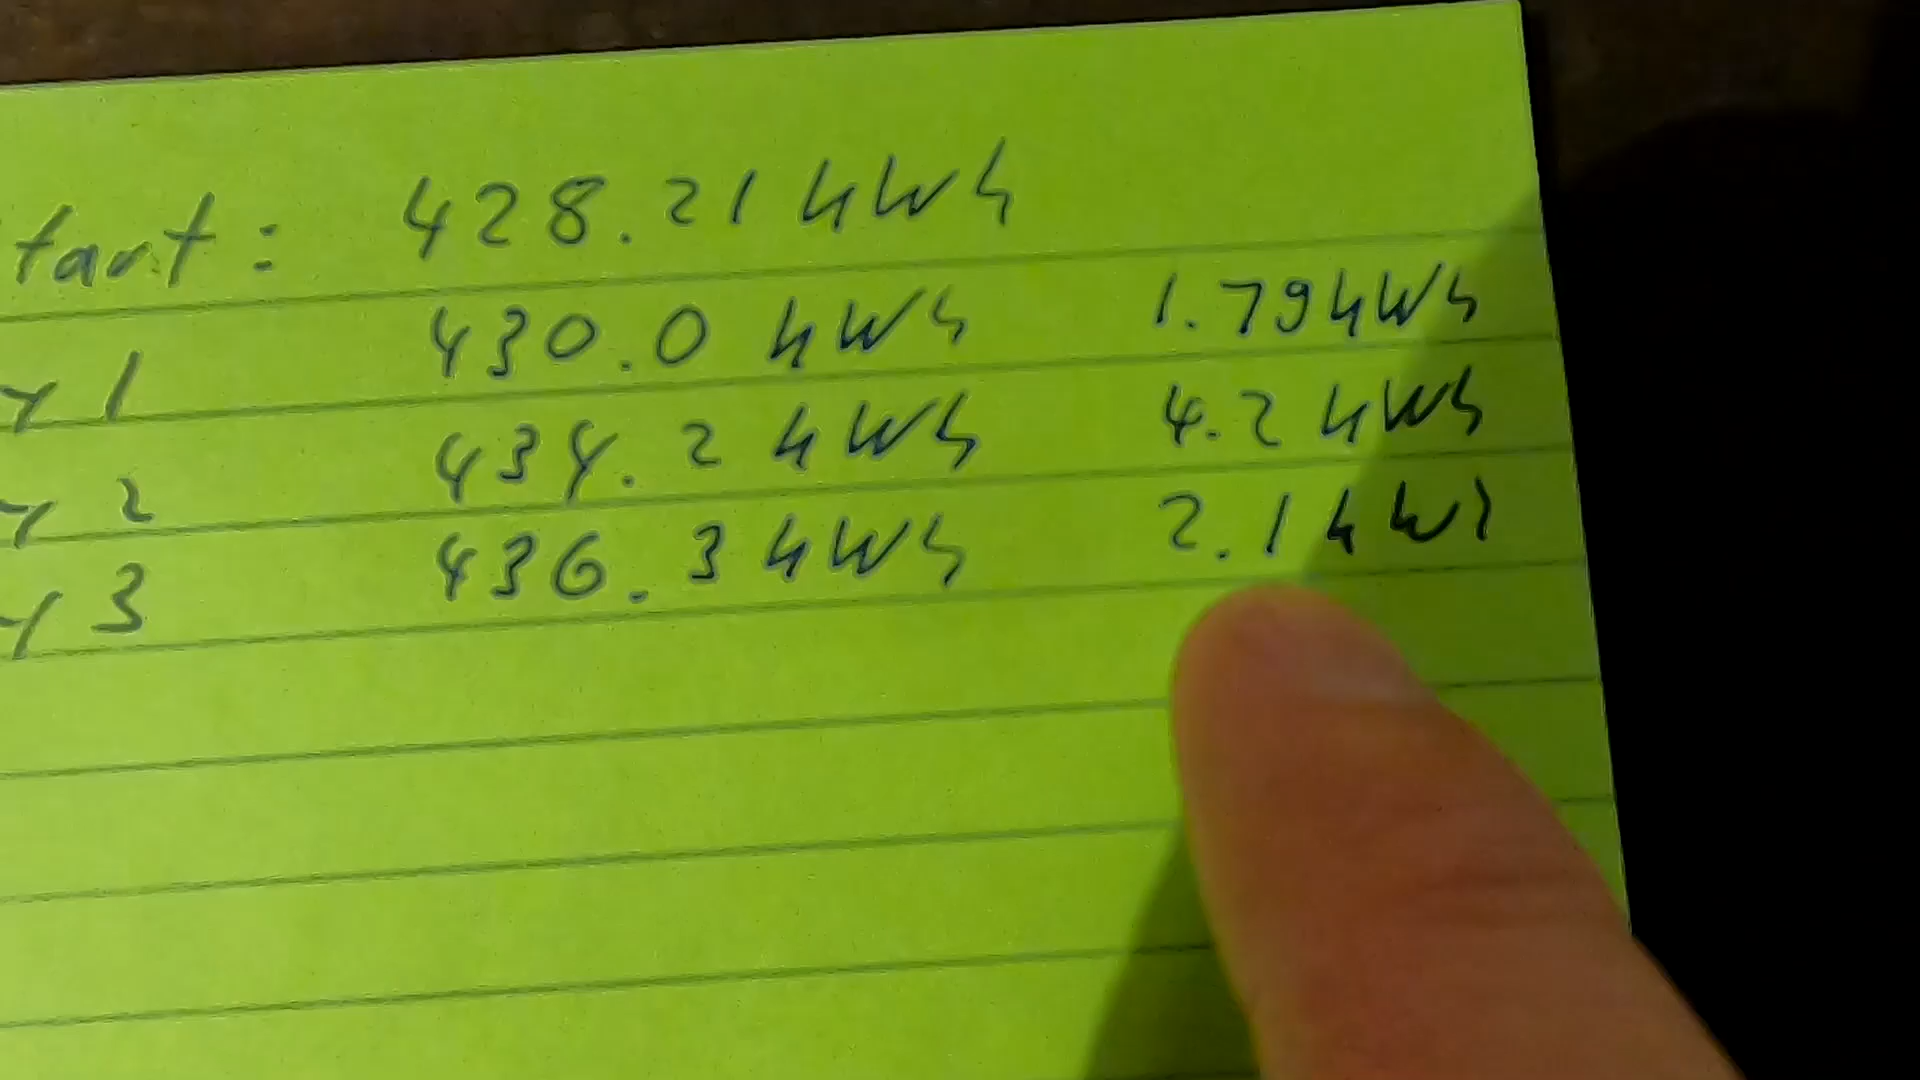 tart: 428.21 kWh
y 1 430.0 kWh 1.79 kWh
y 2 434.2 kWh 4.2 kWh
y 3 436.3 kWh 2.1 kWh